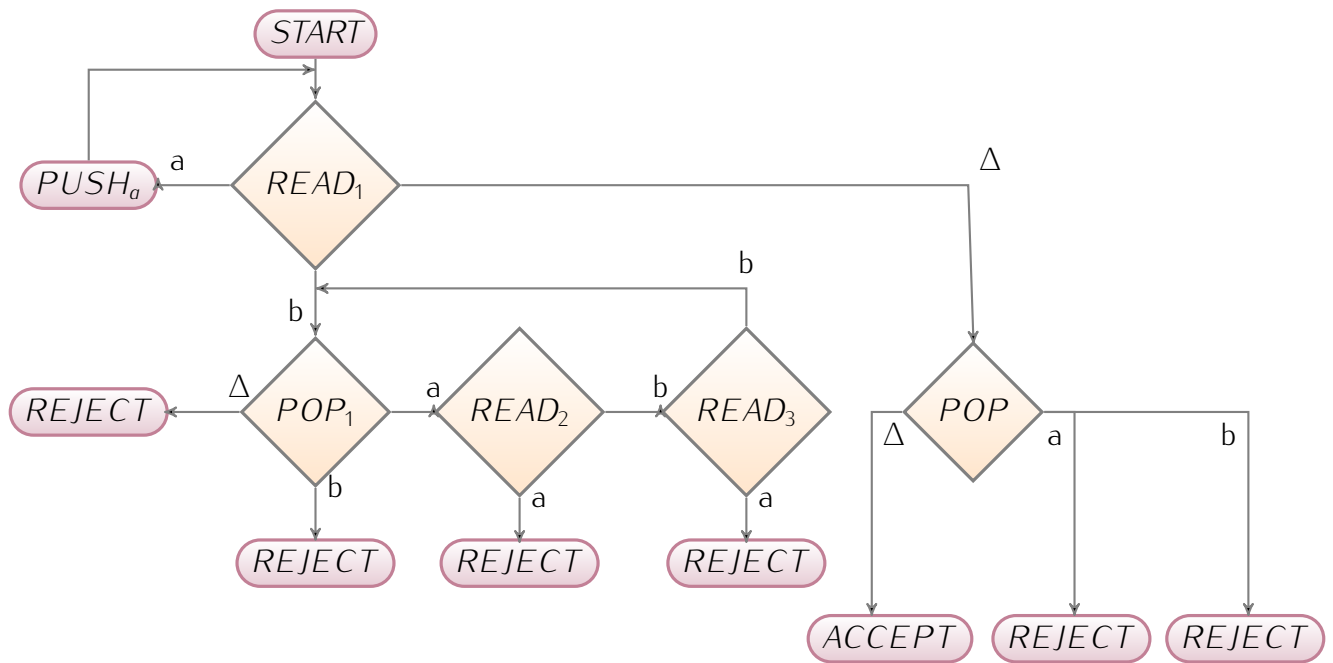 START
a
Δ
PUSHₐ
READ₁
b
b
Δ
a
b
REJECT
POP₁
READ₂
READ₃
POP
Δ
a
b
b
a
a
REJECT
REJECT
REJECT
ACCEPT
REJECT
REJECT